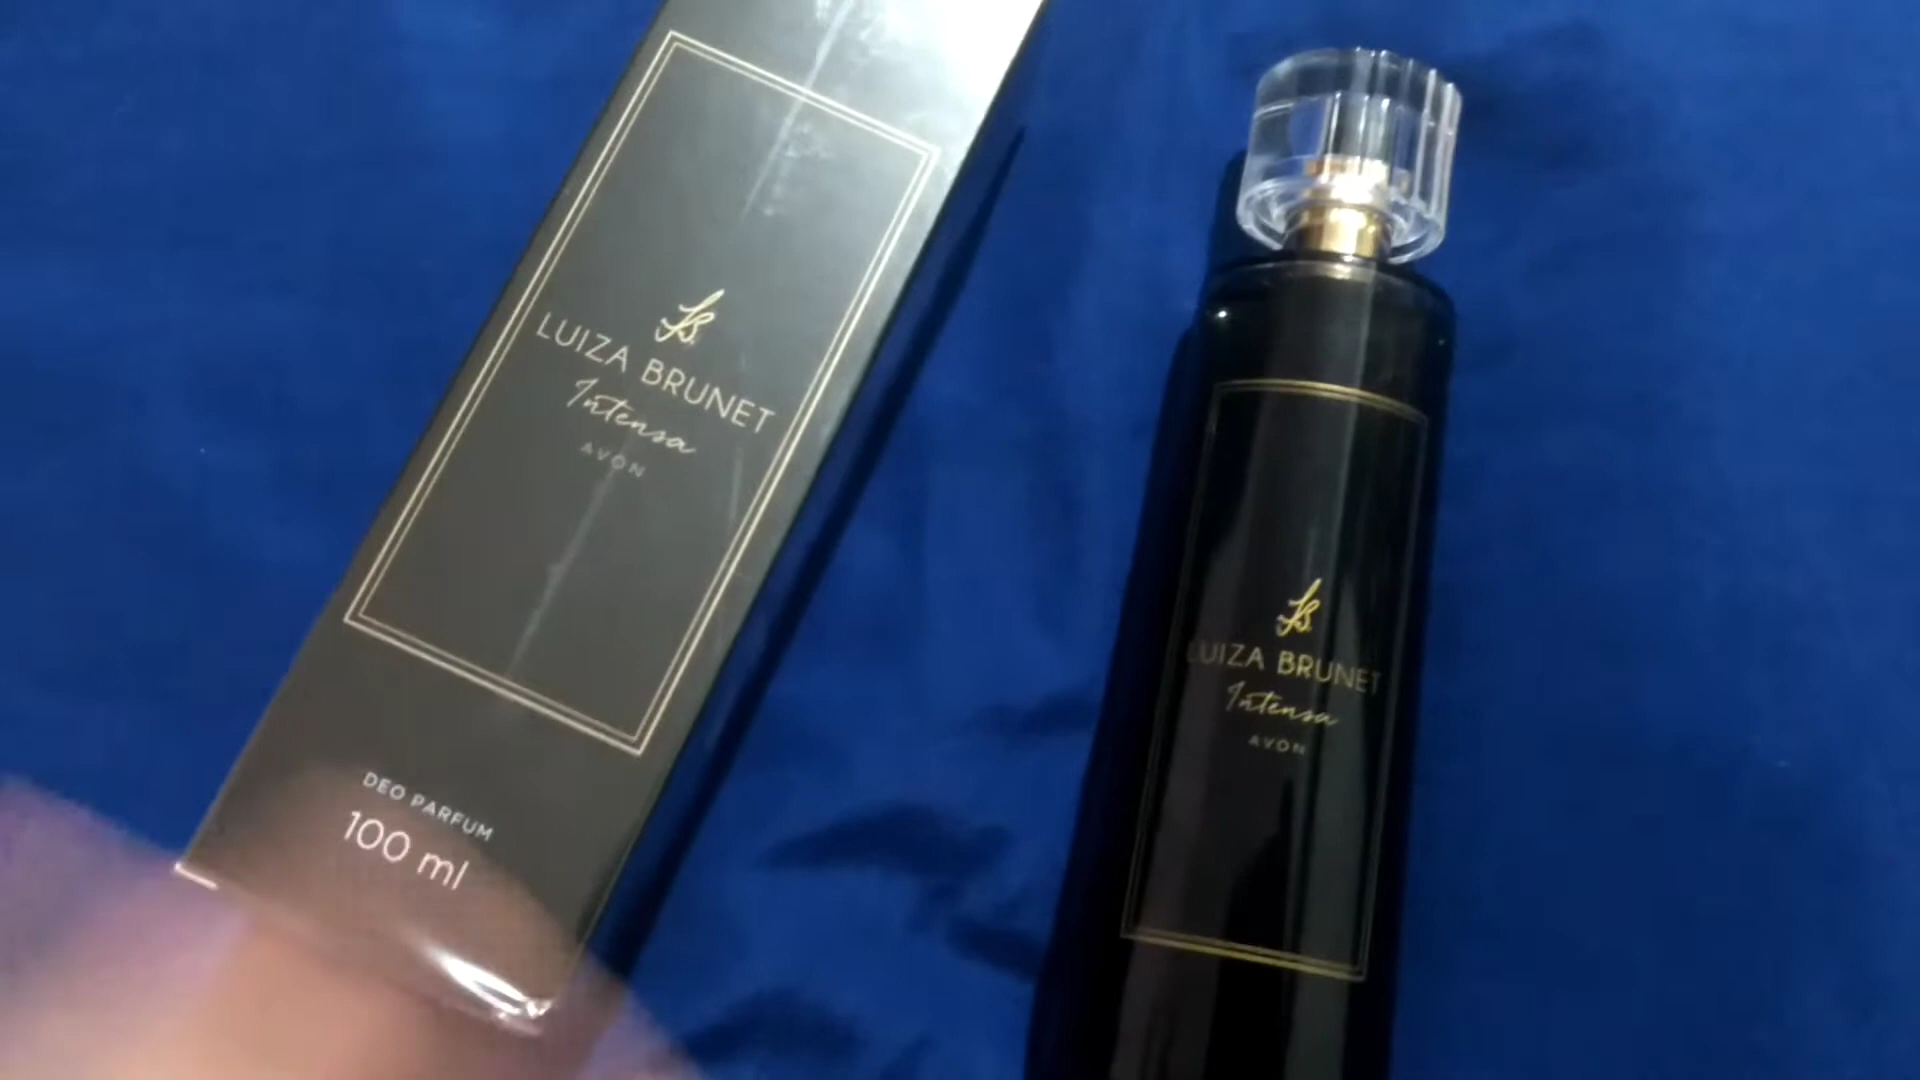 LB
LUIZA BRUNET
Intensa
AVON
DEO PARFUM
100 ml
LB
LUIZA BRUNET
Intensa
AVON